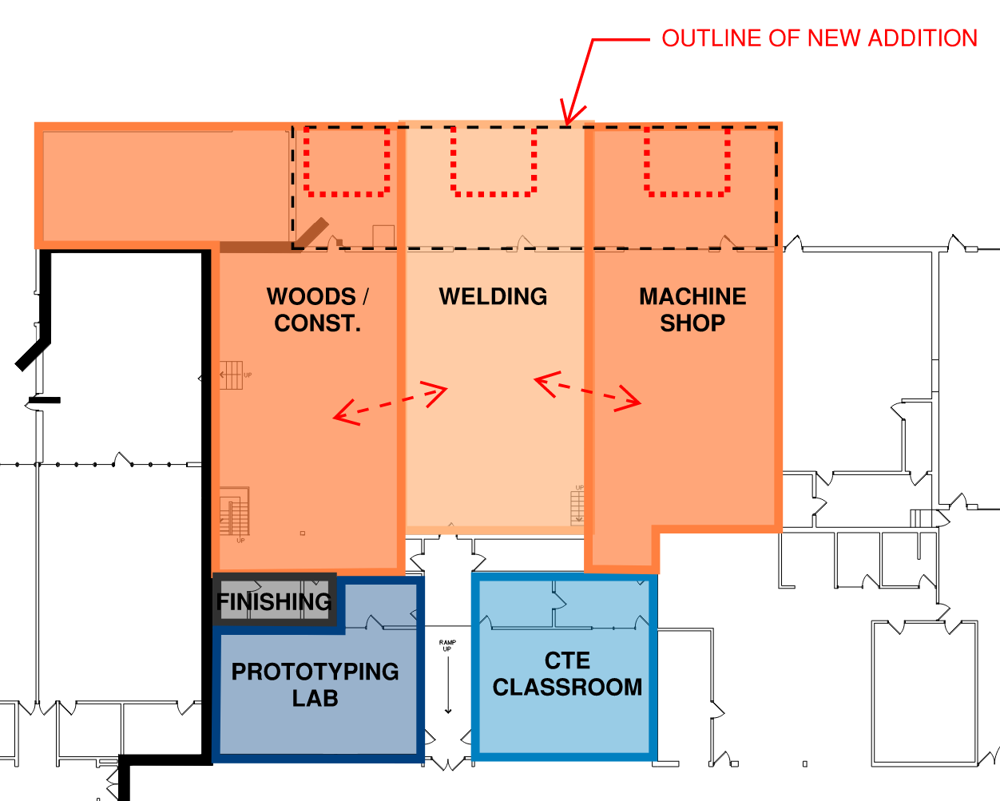 OUTLINE OF NEW ADDITION
WOODS /
CONST.
WELDING
MACHINE
SHOP
UP
UP
UP
FINISHING
PROTOTYPING
LAB
RAMP
UP
CTE
CLASSROOM